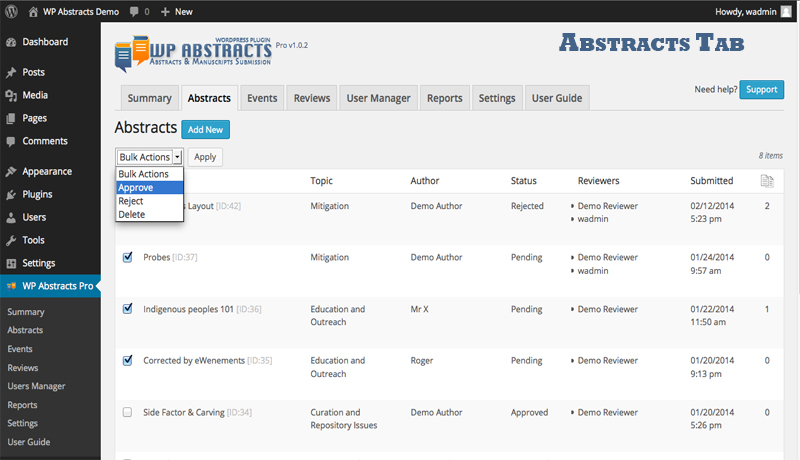 WP Abstracts Demo 0 + New Howdy, wadmin
Dashboard
Posts
Media
Pages
Comments
Appearance
Plugins
Users
Tools
Settings
WP Abstracts Pro
Summary
Abstracts
Events
Reviews
Users Manager
Reports
Settings
User Guide
WORDPRESS PLUGIN
WP ABSTRACTS Pro v1.0.2
ABSTRACTS & MANUSCRIPTS SUBMISSION
ABSTRACTS TAB
Need help? Support
Summary Abstracts Events Reviews User Manager Reports Settings User Guide
Abstracts Add New
Bulk Actions Apply 8 items
Bulk Actions
Approve
Reject
Delete
Topic Author Status Reviewers Submitted
Layout [ID:42] Mitigation Demo Author Rejected Demo Reviewer 02/12/2014 2
wadmin 5:23 pm
Probes [ID:37] Mitigation Demo Author Pending Demo Reviewer 01/24/2014 0
wadmin 9:57 am
Indigenous peoples 101 [ID:36] Education and Mr X Pending Demo Reviewer 01/22/2014 1
Outreach 11:50 am
Corrected by eWenements [ID:35] Education and Roger Pending Demo Reviewer 01/20/2014 0
Outreach 9:13 pm
Side Factor & Carving [ID:34] Curation and Demo Author Approved Demo Reviewer 01/20/2014 0
Repository Issues 5:26 pm